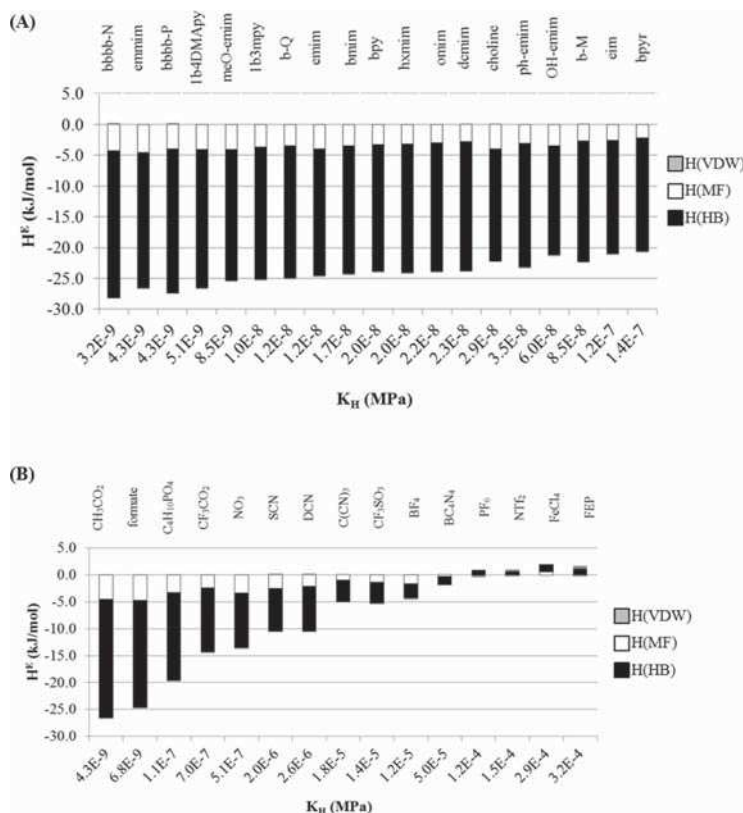 (A)
bbbb-N
emmim
bbbb-P
1b4DMApy
meO-emim
1b3mpy
b-Q
emim
bmim
bpy
hxmim
omim
dcmim
choline
ph-emim
OH-emim
b-M
eim
bpyr
5.0
0.0
-5.0
-10.0
-15.0
-20.0
-25.0
-30.0
H^E (kJ/mol)
H(VDW)
H(MF)
H(HB)
3.2E-9
4.3E-9
4.3E-9
5.1E-9
8.5E-9
1.0E-8
1.2E-8
1.2E-8
1.7E-8
2.0E-8
2.0E-8
2.2E-8
2.3E-8
2.9E-8
3.5E-8
6.0E-8
8.5E-8
1.2E-7
1.4E-7
K_H (MPa)
(B)
CH3CO2
formate
C4H10PO4
CF3CO2
NO3
SCN
DCN
C(CN)3
CF3SO3
BF4
BC4N4
PF6
NTf2
FeCl4
FEP
5.0
0.0
-5.0
-10.0
-15.0
-20.0
-25.0
-30.0
H^E (kJ/mol)
H(VDW)
H(MF)
H(HB)
4.3E-9
6.8E-9
1.1E-7
7.0E-7
5.1E-7
2.0E-6
2.6E-6
1.8E-5
1.4E-5
1.2E-5
5.0E-5
1.2E-4
1.5E-4
2.9E-4
3.2E-4
K_H (MPa)